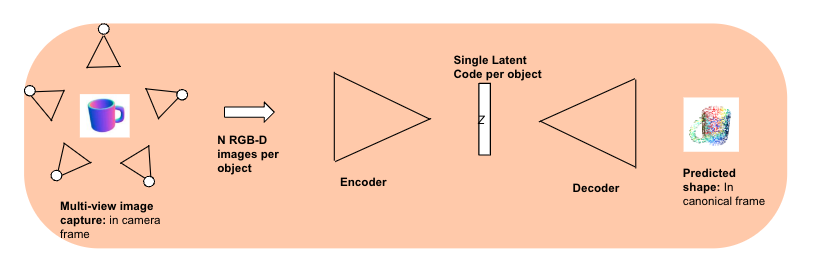 Multi-view image
capture: in camera
frame
N RGB-D
images per
object
Encoder
Single Latent
Code per object
Z
Decoder
Predicted
shape: In
canonical frame